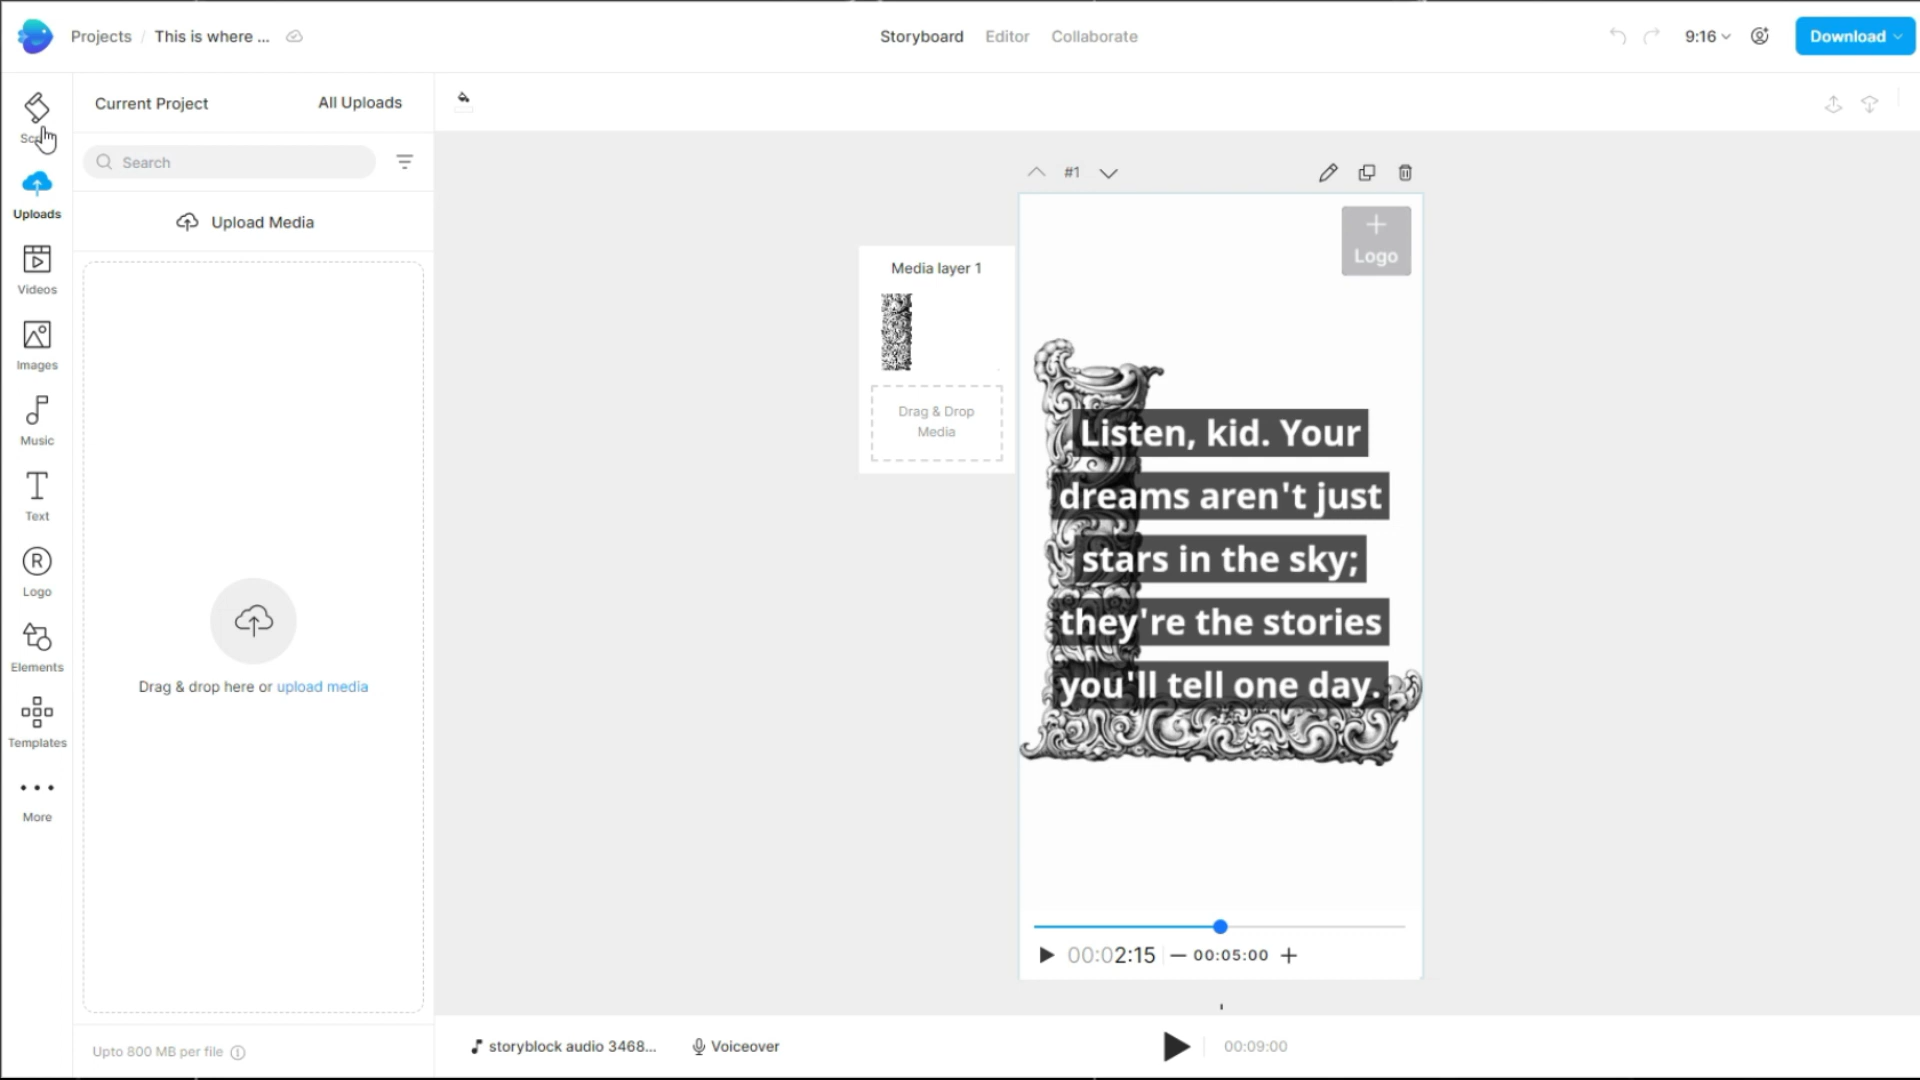 Projects / This is where ...
Storyboard
Editor
Collaborate
9:16
Download
Current Project
All Uploads
Search
Upload Media
Uploads
Videos
Images
Music
Text
R
Logo
Elements
Templates
More
Drag & drop here or upload media
Upto 800 MB per file
#1
Media layer 1
Drag & Drop
Media
Logo
Listen, kid. Your
dreams aren't just
stars in the sky;
they're the stories
you'll tell one day.
00:02:15
00:05:00
storyblock audio 3468...
Voiceover
00:09:00